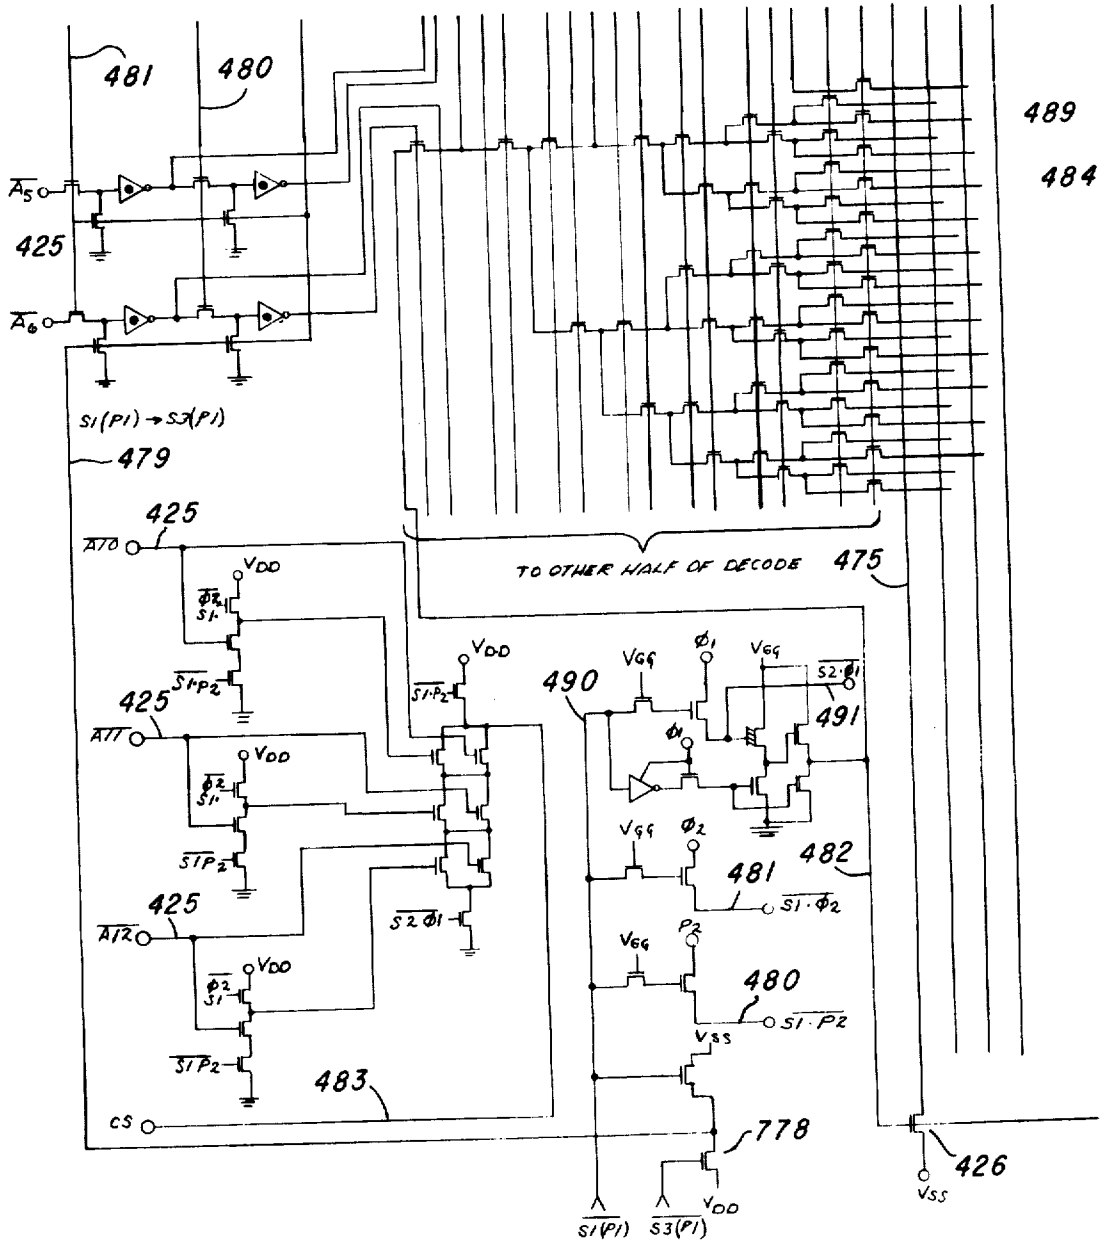 481
480
489
484
A5
425
A6
S1(P1)→S3(P1)
479
425
A10
TO OTHER HALF OF DECODE
475
VDD
φ2
S1.
VDD
φ1
VGG
VGG
S2·φ1
S1·P2
S1·P2
490
491
425
A11
VDD
φ1
φ2
S1.
VGG
φ2
482
S1P2
481
425
S1·φ2
A12
S2φ1
P2
VGG
VDD
φ2
S1
480
S1·P2
S1P2
VSS
483
CS
778
426
VSS
VDD
S1(P1)
S3(P1)